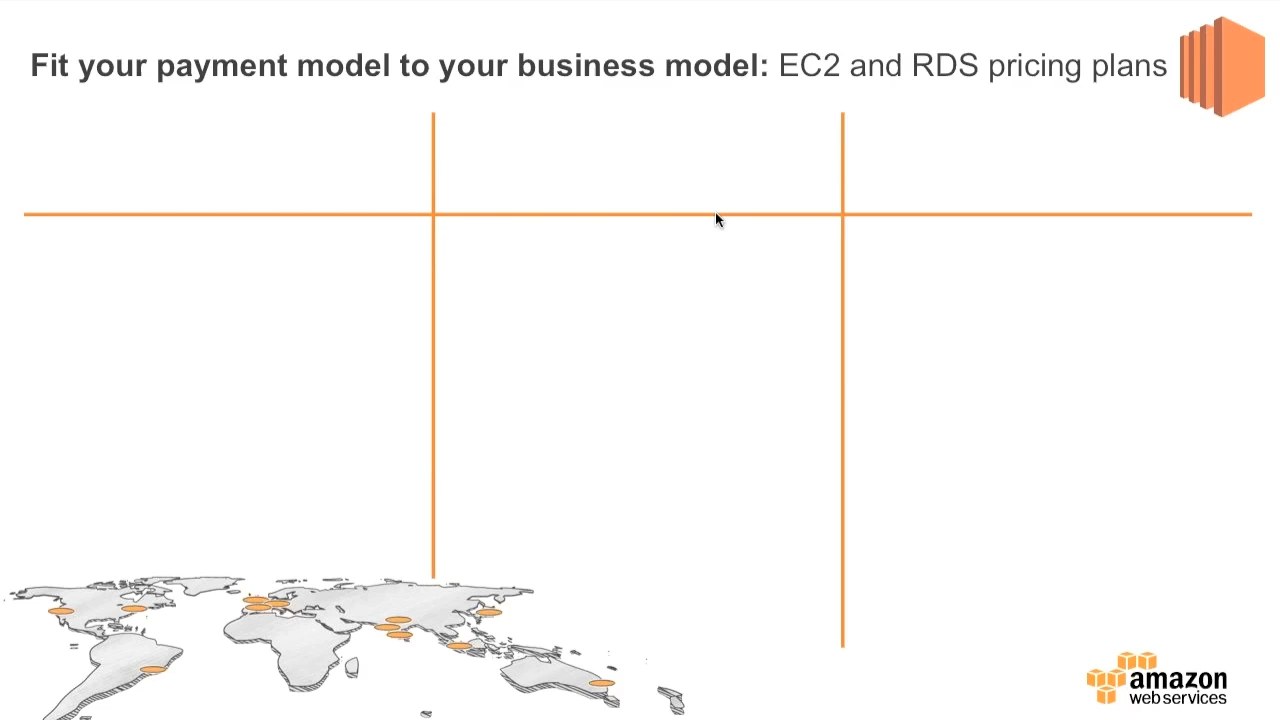 Fit your payment model to your business model: EC2 and RDS pricing plans
amazon
web services